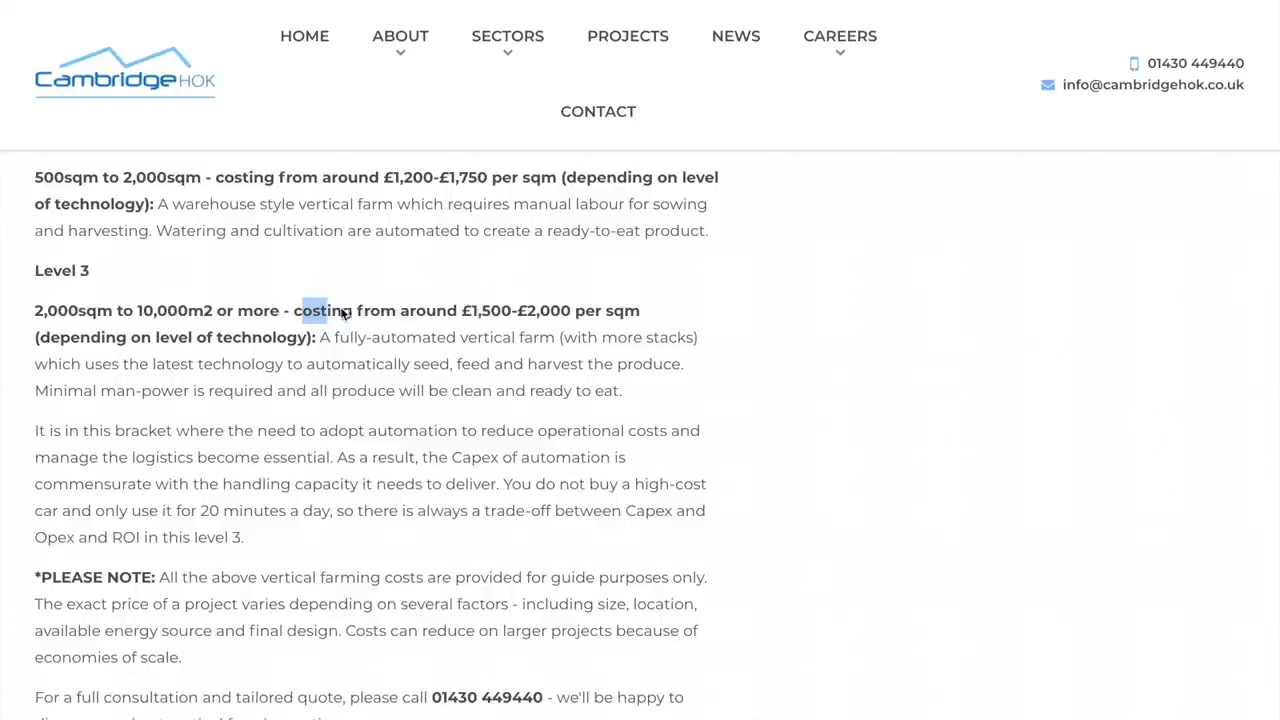 HOME
ABOUT
SECTORS
PROJECTS
NEWS
CAREERS
CONTACT
Cambridge HOK
01430 449440
info@cambridgehok.co.uk
500sqm to 2,000sqm - costing from around £1,200-£1,750 per sqm (depending on level
of technology): A warehouse style vertical farm which requires manual labour for sowing
and harvesting. Watering and cultivation are automated to create a ready-to-eat product.
Level 3
2,000sqm to 10,000m2 or more - costing from around £1,500-£2,000 per sqm
(depending on level of technology): A fully-automated vertical farm (with more stacks)
which uses the latest technology to automatically seed, feed and harvest the produce.
Minimal man-power is required and all produce will be clean and ready to eat.
It is in this bracket where the need to adopt automation to reduce operational costs and
manage the logistics become essential. As a result, the Capex of automation is
commensurate with the handling capacity it needs to deliver. You do not buy a high-cost
car and only use it for 20 minutes a day, so there is always a trade-off between Capex and
Opex and ROI in this level 3.
*PLEASE NOTE: All the above vertical farming costs are provided for guide purposes only.
The exact price of a project varies depending on several factors - including size, location,
available energy source and final design. Costs can reduce on larger projects because of
economies of scale.
For a full consultation and tailored quote, please call 01430 449440 - we'll be happy to